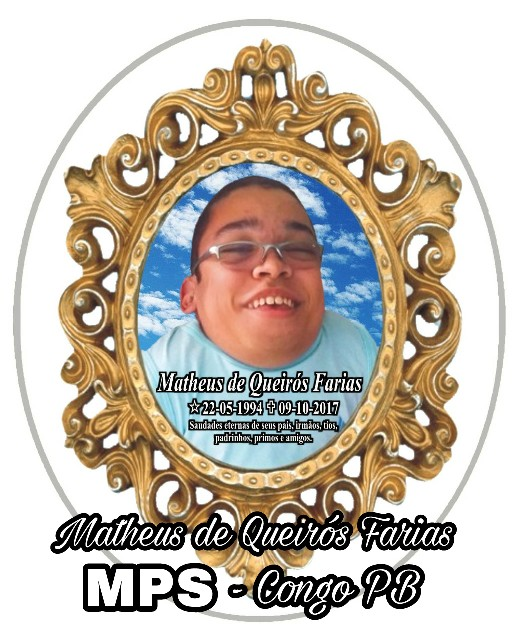 Matheus de Queirós Farias
☆22-05-1994 ✝ 09-10-2017
Saudades eternas de seus pais, irmãos, tios,
padrinhos, primos e amigos.
Matheus de Queirós Farias
MPS - Congo PB